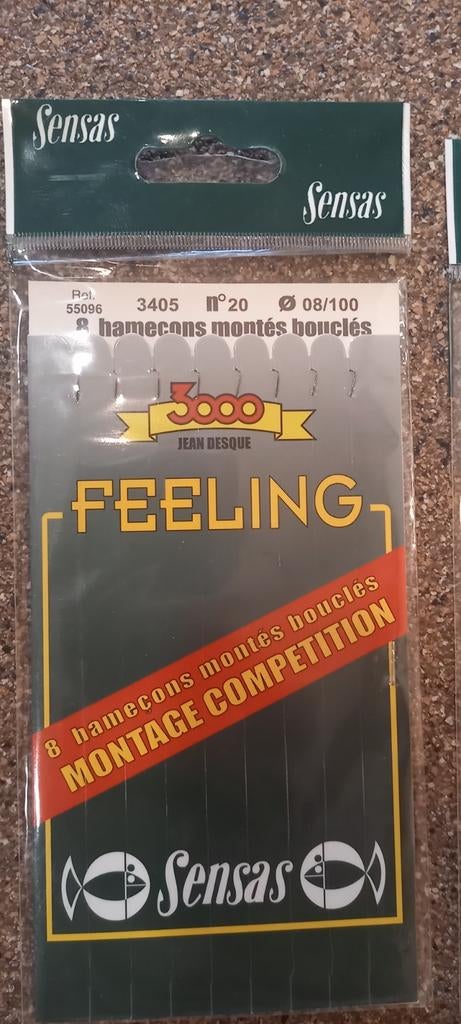 Sensas
Sensas
Ref.
55096
3405 n° 20 Ø 08/100
8 hameçons montés bouclés
3000
JEAN DESQUE
FEELING
8 hameçons montés bouclés
MONTAGE COMPETITION
Sensas